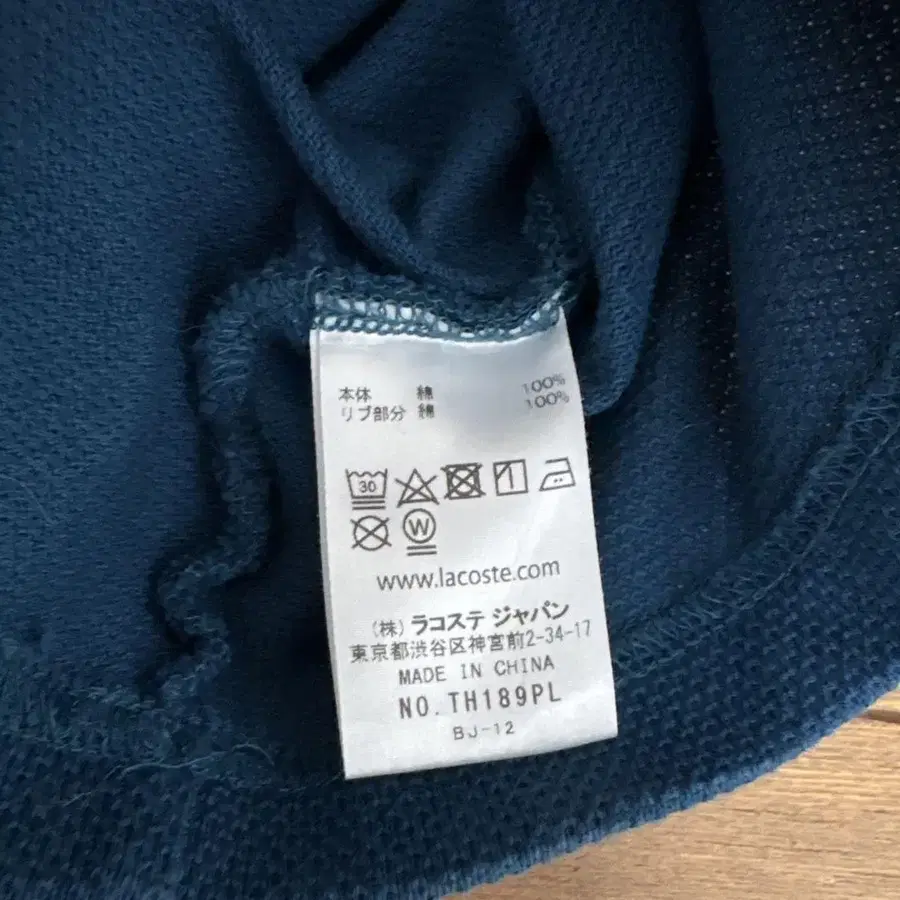 本体 綿 100%
リブ部分 綿 100%
30
W
www.lacoste.com
(株) ラコステ ジャパン
東京都渋谷区神宮前2-34-17
MADE IN CHINA
NO.TH189PL
BJ-12